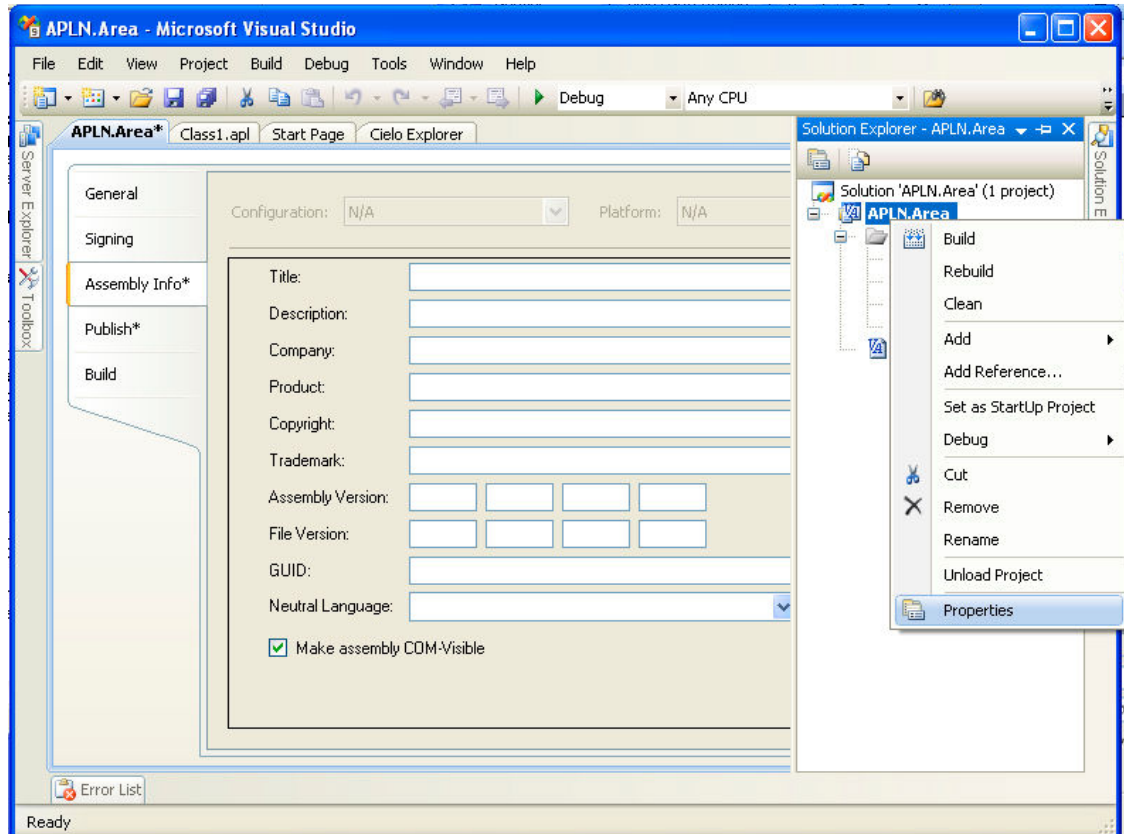 APLN.Area - Microsoft Visual Studio
File Edit View Project Build Debug Tools Window Help
Debug Any CPU
APLN.Area* Class1.apl Start Page Cielo Explorer
Server Explorer
Toolbox
General
Signing
Assembly Info*
Publish*
Build
Configuration: N/A Platform: N/A
Title:
Description:
Company:
Product:
Copyright:
Trademark:
Assembly Version:
File Version:
GUID:
Neutral Language:
Make assembly COM-Visible
Solution Explorer - APLN.Area
Solution 'APLN.Area' (1 project)
APLN.Area
Build
Rebuild
Clean
Add
Add Reference...
Set as StartUp Project
Debug
Cut
Remove
Rename
Unload Project
Properties
Solution E
Error List
Ready